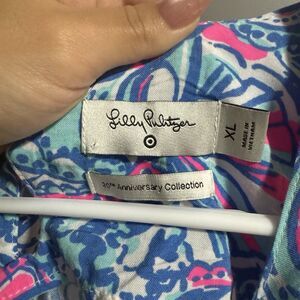 Lilly Pulitzer
XL
MADE IN
VIETNAM
20th Anniversary Collection